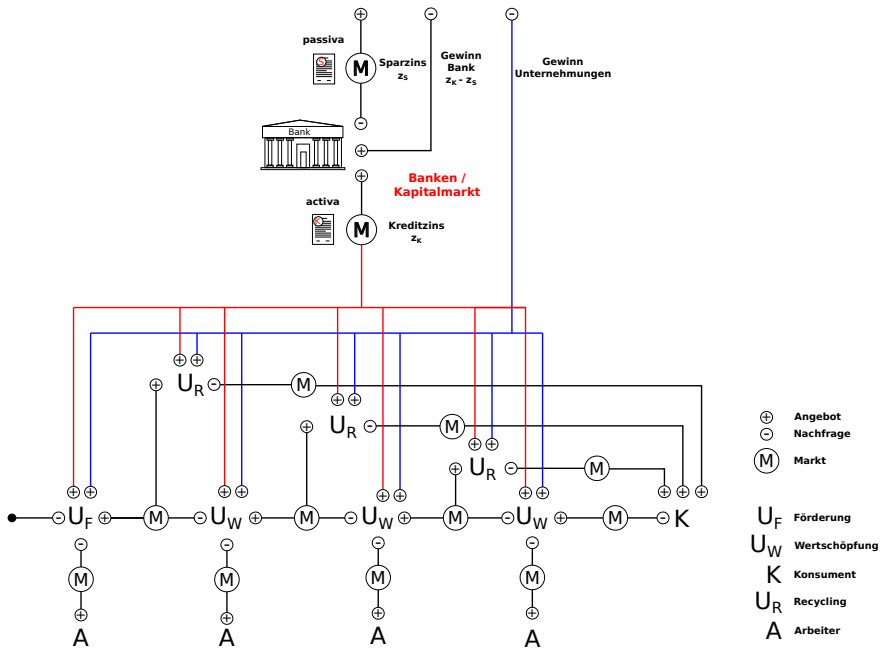 passiva
S
M
Sparzins
z_S
Gewinn
Bank
z_K - z_S
Gewinn
Unternehmungen
Bank
Banken /
Kapitalmarkt
activa
K
M
Kreditzins
z_K
U_R
M
U_R
M
U_R
M
U_F
M
U_W
M
U_W
M
U_W
M
K
M
M
M
M
A
A
A
A
+ Angebot
- Nachfrage
M Markt
U_F Förderung
U_W Wertschöpfung
K Konsument
U_R Recycling
A Arbeiter